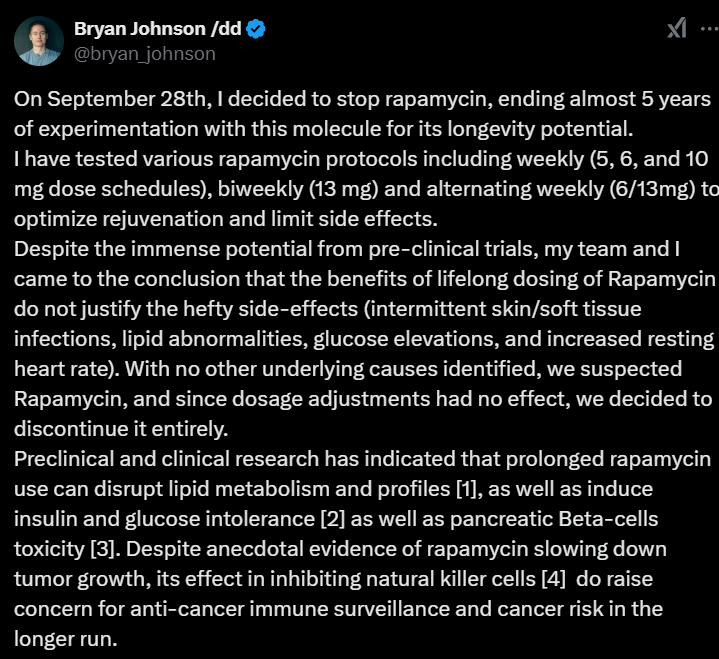 Bryan Johnson /dd
@bryan_johnson
On September 28th, I decided to stop rapamycin, ending almost 5 years
of experimentation with this molecule for its longevity potential.
I have tested various rapamycin protocols including weekly (5, 6, and 10
mg dose schedules), biweekly (13 mg) and alternating weekly (6/13mg) to
optimize rejuvenation and limit side effects.
Despite the immense potential from pre-clinical trials, my team and I
came to the conclusion that the benefits of lifelong dosing of Rapamycin
do not justify the hefty side-effects (intermittent skin/soft tissue
infections, lipid abnormalities, glucose elevations, and increased resting
heart rate). With no other underlying causes identified, we suspected
Rapamycin, and since dosage adjustments had no effect, we decided to
discontinue it entirely.
Preclinical and clinical research has indicated that prolonged rapamycin
use can disrupt lipid metabolism and profiles [1], as well as induce
insulin and glucose intolerance [2] as well as pancreatic Beta-cells
toxicity [3]. Despite anecdotal evidence of rapamycin slowing down
tumor growth, its effect in inhibiting natural killer cells [4]  do raise
concern for anti-cancer immune surveillance and cancer risk in the
longer run.